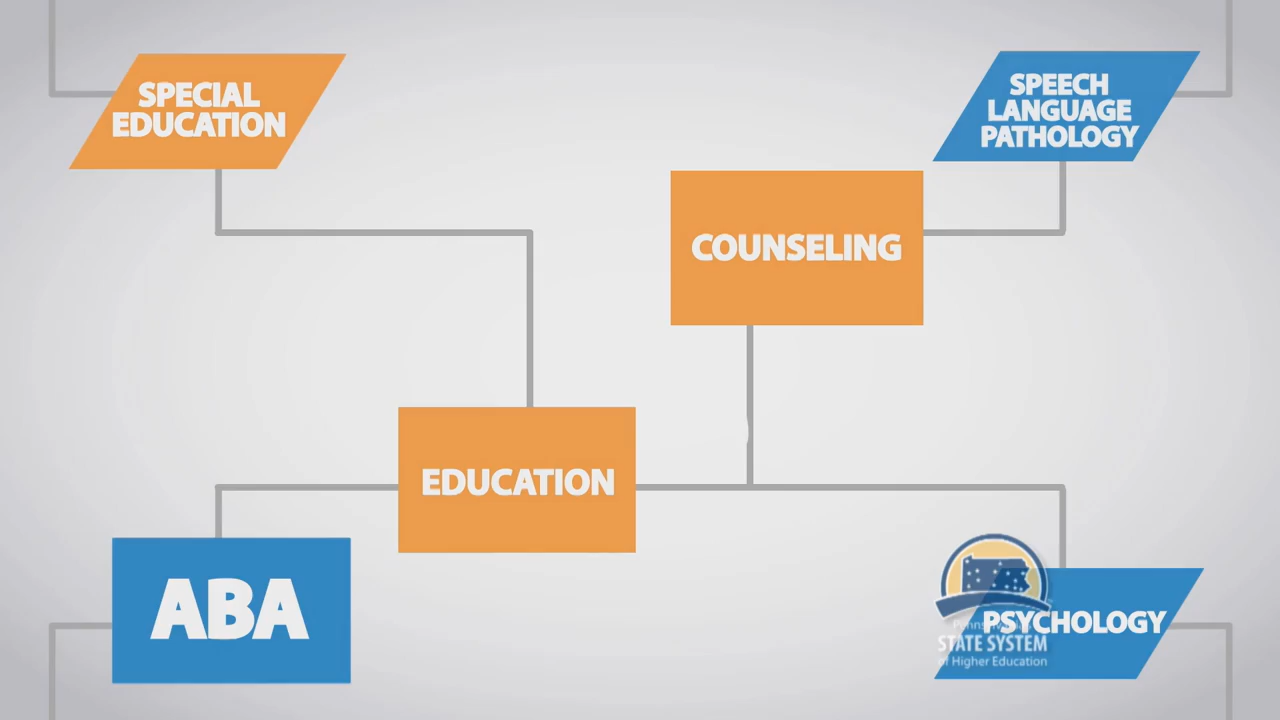 SPECIAL
EDUCATION
SPEECH
LANGUAGE
PATHOLOGY
COUNSELING
EDUCATION
ABA
PSYCHOLOGY
STATE SYSTEM
of Higher Education